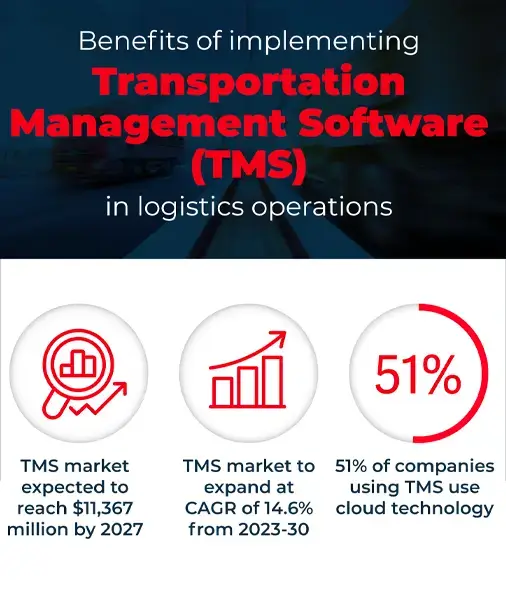 Benefits of implementing
Transportation
Management Software
(TMS)
in logistics operations
51%
TMS market
expected to
reach $11,367
million by 2027
TMS market to
expand at
CAGR of 14.6%
from 2023-30
51% of companies
using TMS use
cloud technology